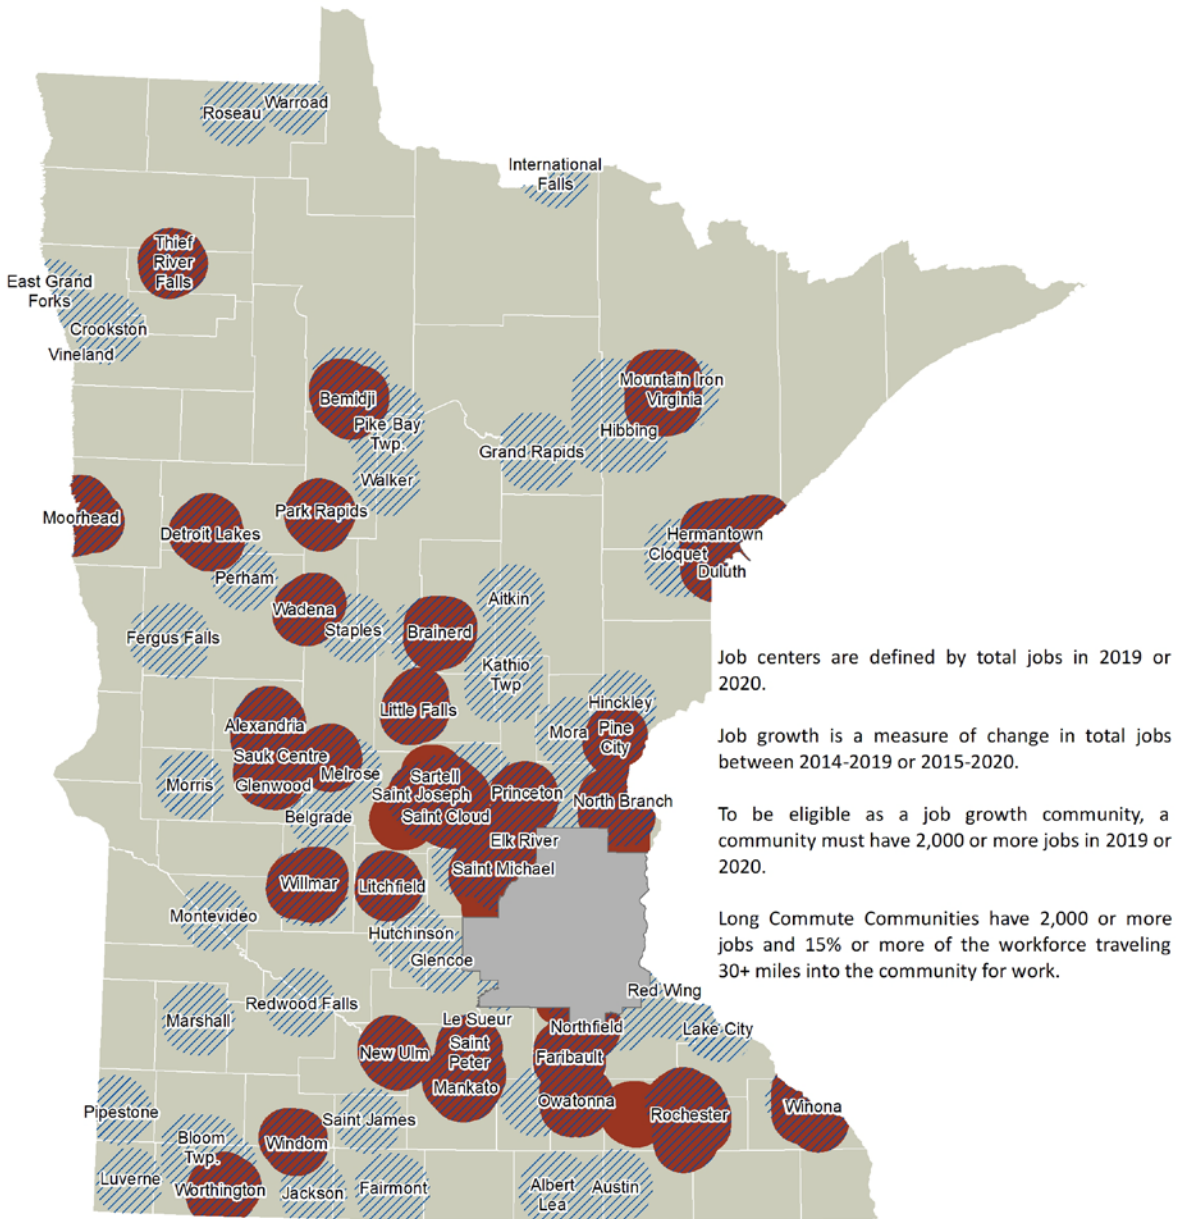 Roseau
Warroad
International
Falls
Thief
River
Falls
East Grand
Forks
Crookston
Vineland
Bemidji
Pike Bay
Twp.
Walker
Mountain Iron
Virginia
Hibbing
Grand Rapids
Moorhead
Detroit Lakes
Park Rapids
Perham
Hermantown
Cloquet
Duluth
Wadena
Staples
Brainerd
Aitkin
Fergus Falls
Kathio
Twp
Little Falls
Hinckley
Mora
Pine
City
Alexandria
Sauk Centre
Melrose
Glenwood
Morris
Belgrade
Sartell
Saint Joseph
Saint Cloud
Princeton
North Branch
Elk River
Saint Michael
Willmar
Litchfield
Montevideo
Hutchinson
Glencoe
Redwood Falls
Marshall
Le Sueur
Saint
Peter
Mankato
New Ulm
Red Wing
Lake City
Northfield
Faribault
Owatonna
Rochester
Winona
Pipestone
Bloom
Twp.
Luverne
Worthington
Windom
Saint James
Jackson
Fairmont
Albert
Lea
Austin
Job centers are defined by total jobs in 2019 or
2020.
Job growth is a measure of change in total jobs
between 2014-2019 or 2015-2020.
To be eligible as a job growth community, a
community must have 2,000 or more jobs in 2019 or
2020.
Long Commute Communities have 2,000 or more
jobs and 15% or more of the workforce traveling
30+ miles into the community for work.